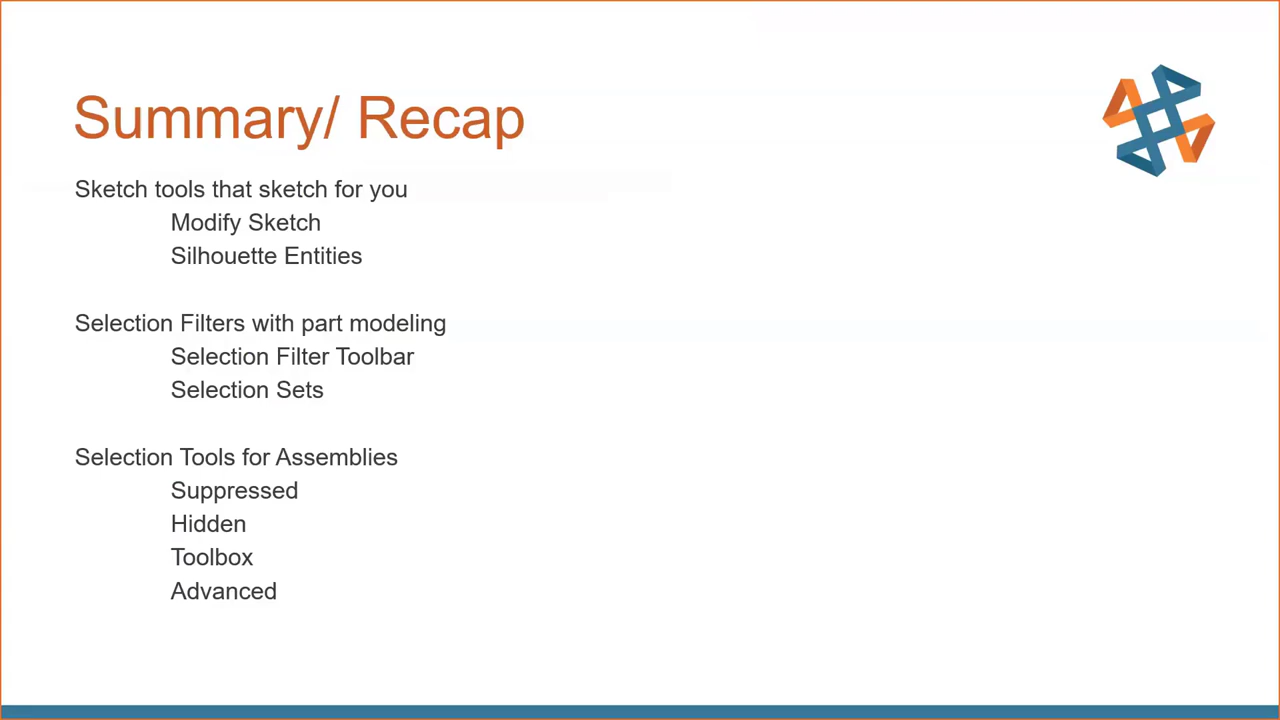 Summary/ Recap
Sketch tools that sketch for you
Modify Sketch
Silhouette Entities
Selection Filters with part modeling
Selection Filter Toolbar
Selection Sets
Selection Tools for Assemblies
Suppressed
Hidden
Toolbox
Advanced